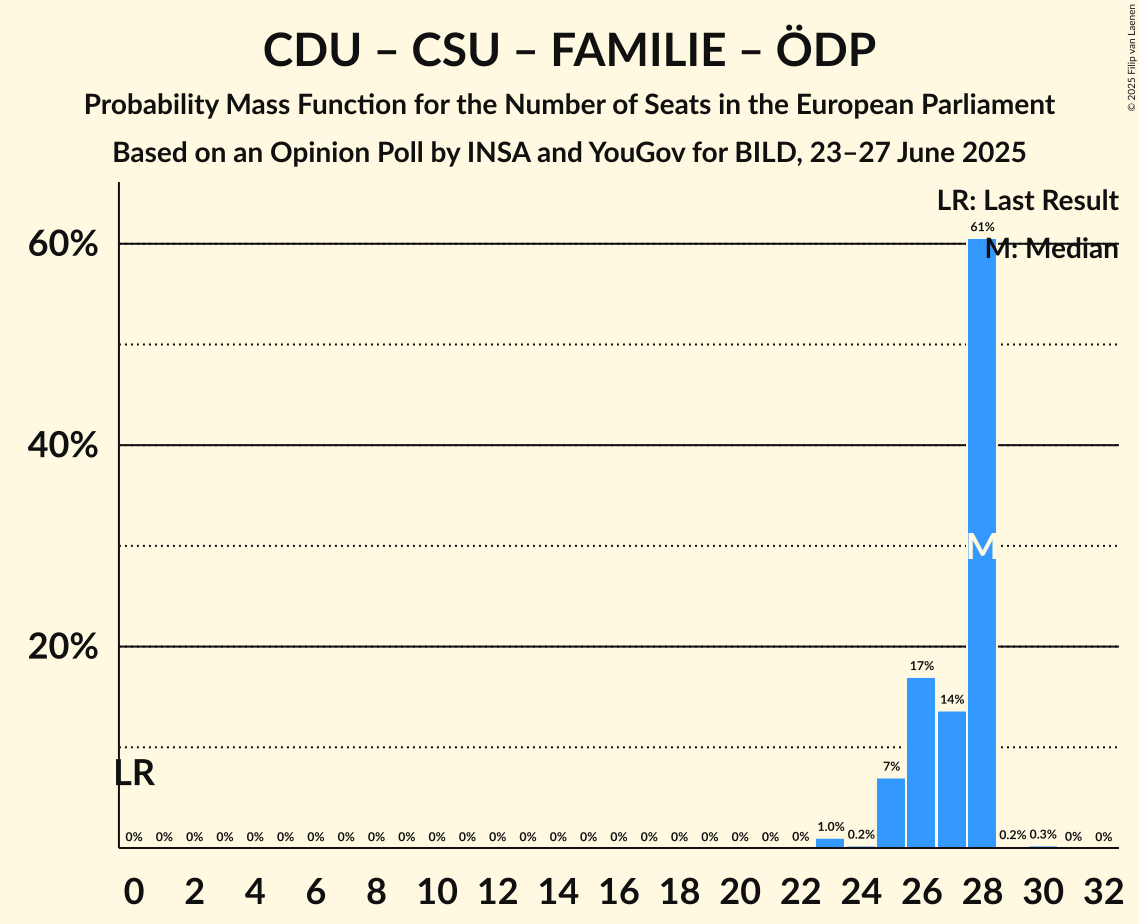 CDU – CSU – FAMILIE – ÖDP
Probability Mass Function for the Number of Seats in the European Parliament
Based on an Opinion Poll by INSA and YouGov for BILD, 23–27 June 2025
© 2025 Filip van Laenen
LR: Last Result
M: Median
60%
40%
20%
61%
M
17%
14%
7%
LR
0% 0% 0% 0% 0% 0% 0% 0% 0% 0% 0% 0% 0% 0% 0% 0% 0% 0% 0% 0% 0% 0% 0% 1.0% 0.2% 0.2% 0.3% 0% 0%
0 2 4 6 8 10 12 14 16 18 20 22 24 26 28 30 32